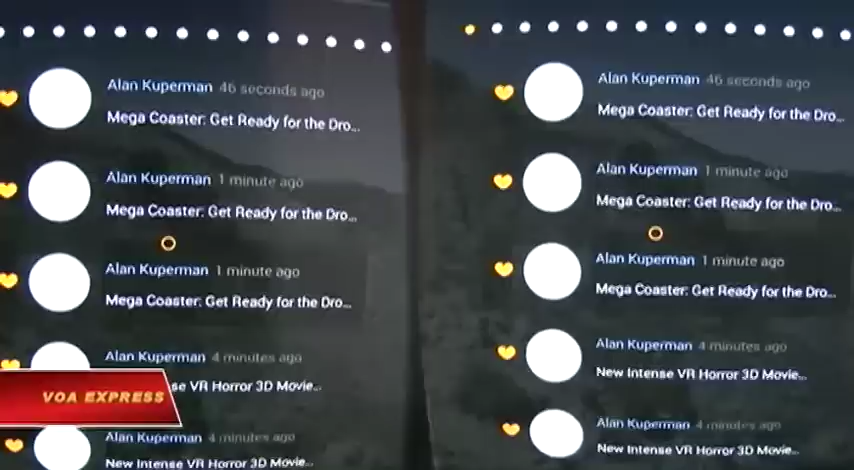 Alan Kuperman 46 seconds ago
Mega Coaster: Get Ready for the Dro...
Alan Kuperman 1 minute ago
Mega Coaster: Get Ready for the Dro...
Alan Kuperman 1 minute ago
Mega Coaster: Get Ready for the Dro...
Alan Kuperman 4 minutes ago
se VR Horror 3D Movie...
Alan Kuperman 4 minutes ago
New Intense VR Horror 3D Movie...
VOA EXPRESS
Alan Kuperman 46 seconds ago
Mega Coaster: Get Ready for the Dro...
Alan Kuperman 1 minute ago
Mega Coaster: Get Ready for the Dro...
Alan Kuperman 1 minute ago
Mega Coaster: Get Ready for the Dro...
Alan Kuperman 4 minutes ago
New Intense VR Horror 3D Movie...
Alan Kuperman 4 minutes ago
New Intense VR Horror 3D Movie...